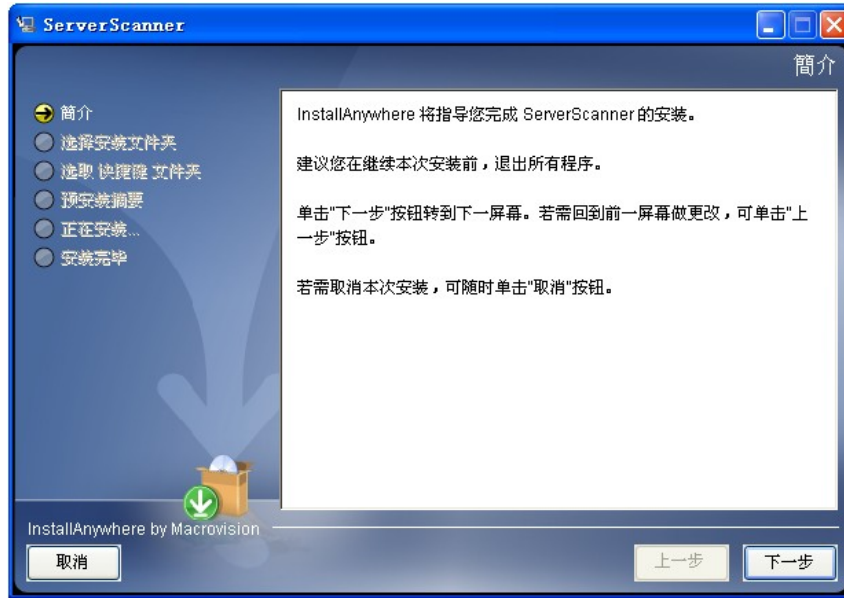 ServerScanner
簡介
簡介
选择安装文件夹
选取 快捷键 文件夹
预安装摘要
正在安装...
安装完毕
InstallAnywhere 将指导您完成 ServerScanner 的安装。
建议您在继续本次安装前，退出所有程序。
单击"下一步"按钮转到下一屏幕。若需回到前一屏幕做更改，可单击"上
一步"按钮。
若需取消本次安装，可随时单击"取消"按钮。
InstallAnywhere by Macrovision
取消
上一步
下一步